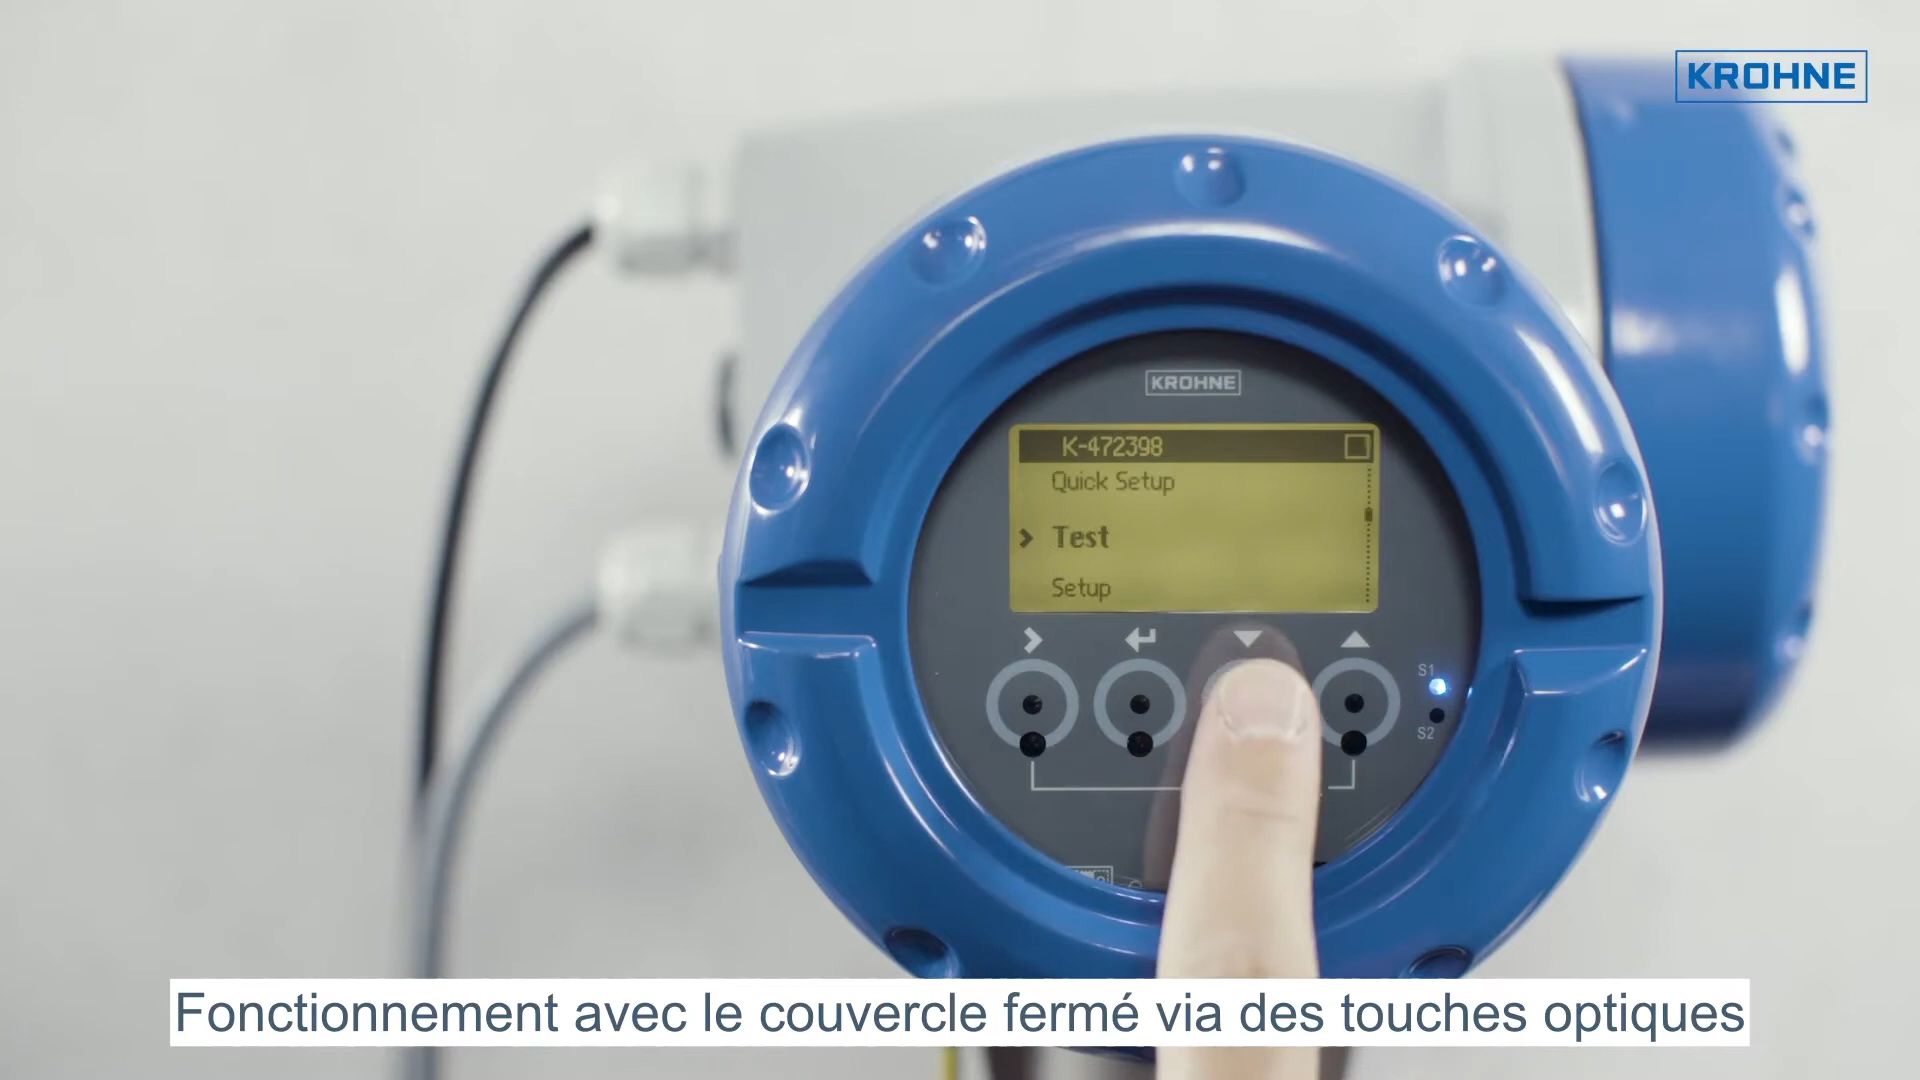 KROHNE
KROHNE
K-472398
Quick Setup
Test
Setup
S1
S2
Fonctionnement avec le couvercle fermé via des touches optiques